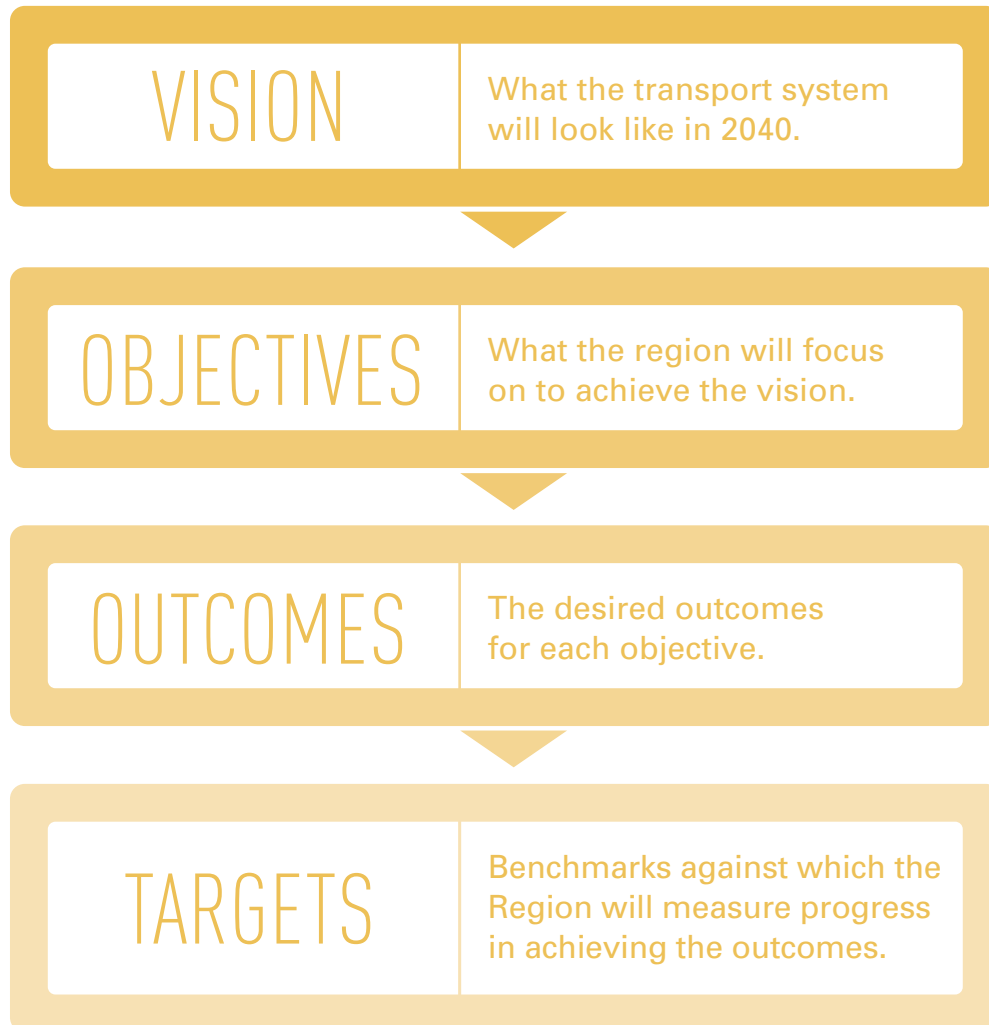 VISION
What the transport system
will look like in 2040.
OBJECTIVES
What the region will focus
on to achieve the vision.
OUTCOMES
The desired outcomes
for each objective.
TARGETS
Benchmarks against which the
Region will measure progress
in achieving the outcomes.